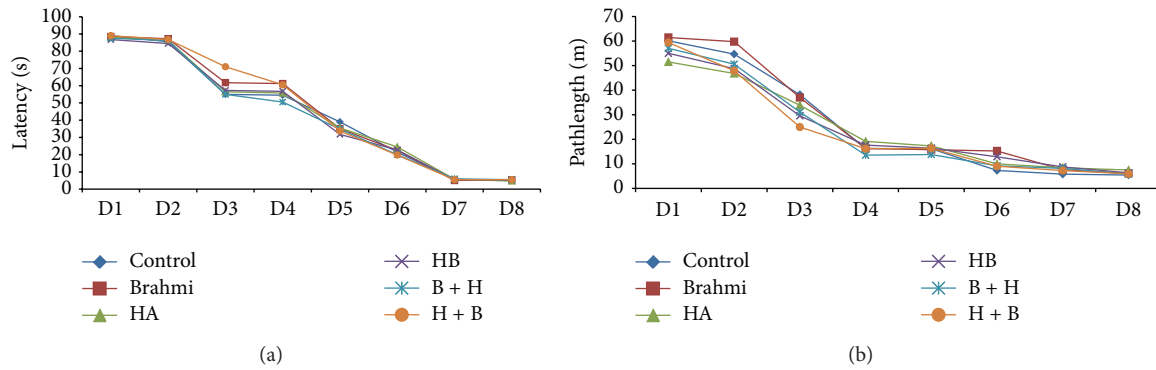 Latency (s)
100
90
80
70
60
50
40
30
20
10
0
D1 D2 D3 D4 D5 D6 D7 D8
Control
Brahmi
HA
HB
B + H
H + B
(a)
Pathlength (m)
70
60
50
40
30
20
10
0
D1 D2 D3 D4 D5 D6 D7 D8
Control
Brahmi
HA
HB
B + H
H + B
(b)